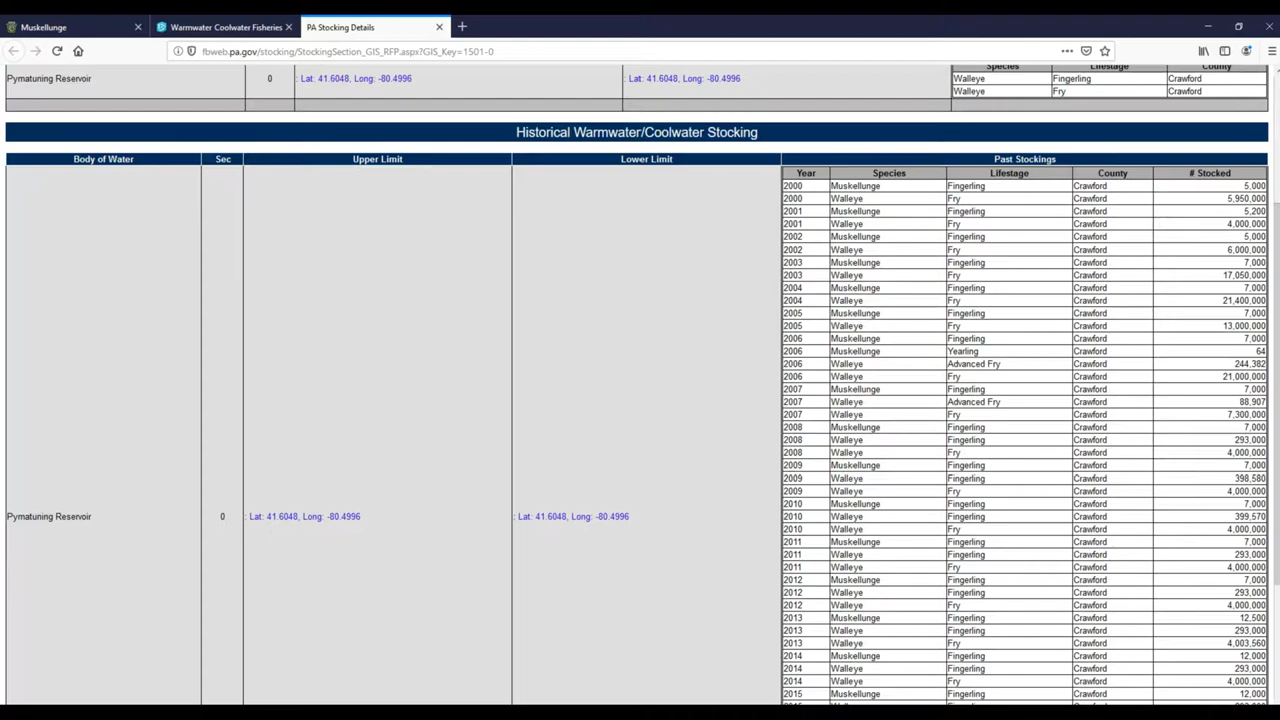 Muskellunge
Warmwater Coolwater Fisheries
PA Stocking Details
fbweb.pa.gov/stocking/StockingSection_GIS_RFP.aspx?GIS_Key=1501-0
Species Lifestage County
Pymatuning Reservoir 0 : Lat: 41.6048, Long: -80.4996 : Lat: 41.6048, Long: -80.4996 Walleye Fingerling Crawford
Walleye Fry Crawford
Historical Warmwater/Coolwater Stocking
Body of Water Sec Upper Limit Lower Limit Past Stockings
Year Species Lifestage County # Stocked
2000 Muskellunge Fingerling Crawford 5,000
2000 Walleye Fry Crawford 5,950,000
2001 Muskellunge Fingerling Crawford 5,200
2001 Walleye Fry Crawford 4,000,000
2002 Muskellunge Fingerling Crawford 5,000
2002 Walleye Fry Crawford 6,000,000
2003 Muskellunge Fingerling Crawford 7,000
2003 Walleye Fry Crawford 17,050,000
2004 Muskellunge Fingerling Crawford 7,000
2004 Walleye Fry Crawford 21,400,000
2005 Muskellunge Fingerling Crawford 7,000
2005 Walleye Fry Crawford 13,000,000
2006 Muskellunge Fingerling Crawford 7,000
2006 Muskellunge Yearling Crawford 64
2006 Walleye Advanced Fry Crawford 244,382
2006 Walleye Fry Crawford 21,000,000
2007 Muskellunge Fingerling Crawford 7,000
2007 Walleye Advanced Fry Crawford 88,907
2007 Walleye Fry Crawford 7,300,000
2008 Muskellunge Fingerling Crawford 7,000
2008 Walleye Fingerling Crawford 293,000
2008 Walleye Fry Crawford 4,000,000
2009 Muskellunge Fingerling Crawford 7,000
2009 Walleye Fingerling Crawford 398,580
2009 Walleye Fry Crawford 4,000,000
2010 Muskellunge Fingerling Crawford 7,000
Pymatuning Reservoir 0 : Lat: 41.6048, Long: -80.4996 : Lat: 41.6048, Long: -80.4996 2010 Walleye Fingerling Crawford 399,570
2010 Walleye Fry Crawford 4,000,000
2011 Muskellunge Fingerling Crawford 7,000
2011 Walleye Fingerling Crawford 293,000
2011 Walleye Fry Crawford 4,000,000
2012 Muskellunge Fingerling Crawford 7,000
2012 Walleye Fingerling Crawford 293,000
2012 Walleye Fry Crawford 4,000,000
2013 Muskellunge Fingerling Crawford 12,500
2013 Walleye Fingerling Crawford 293,000
2013 Walleye Fry Crawford 4,003,560
2014 Muskellunge Fingerling Crawford 12,000
2014 Walleye Fingerling Crawford 293,000
2014 Walleye Fry Crawford 4,000,000
2015 Muskellunge Fingerling Crawford 12,000